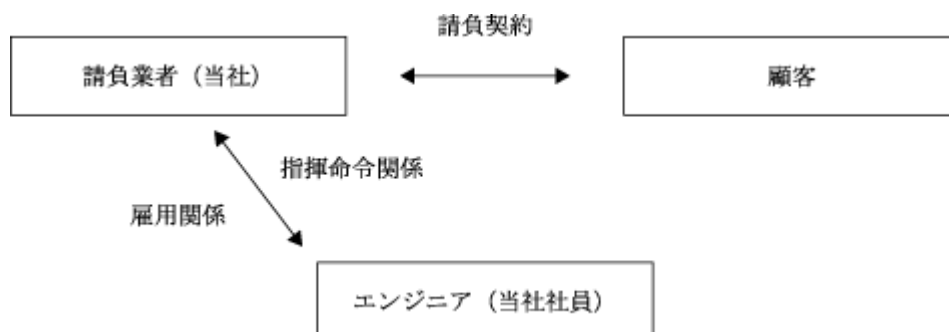 請負契約
請負業者（当社）
顧客
指揮命令関係
雇用関係
エンジニア（当社社員）